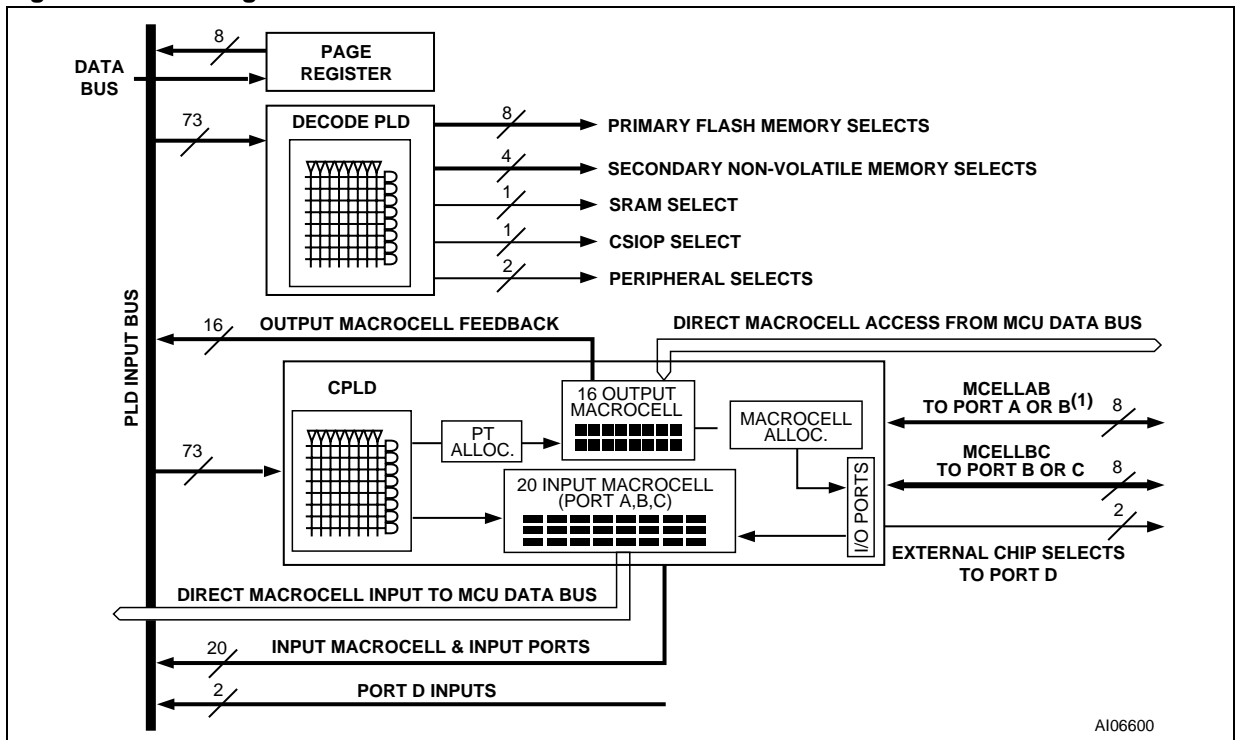 8
PAGE
REGISTER
DATA
BUS
73
DECODE PLD
8
PRIMARY FLASH MEMORY SELECTS
4
SECONDARY NON-VOLATILE MEMORY SELECTS
1
SRAM SELECT
1
CSIOP SELECT
2
PERIPHERAL SELECTS
PLD INPUT BUS
16
OUTPUT MACROCELL FEEDBACK
DIRECT MACROCELL ACCESS FROM MCU DATA BUS
CPLD
73
PT
ALLOC.
16 OUTPUT
MACROCELL
MACROCELL
ALLOC.
20 INPUT MACROCELL
(PORT A,B,C)
I/O PORTS
MCELLAB
TO PORT A OR B(1)
8
MCELLBC
TO PORT B OR C
8
2
EXTERNAL CHIP SELECTS
TO PORT D
DIRECT MACROCELL INPUT TO MCU DATA BUS
20
INPUT MACROCELL & INPUT PORTS
2
PORT D INPUTS
AI06600